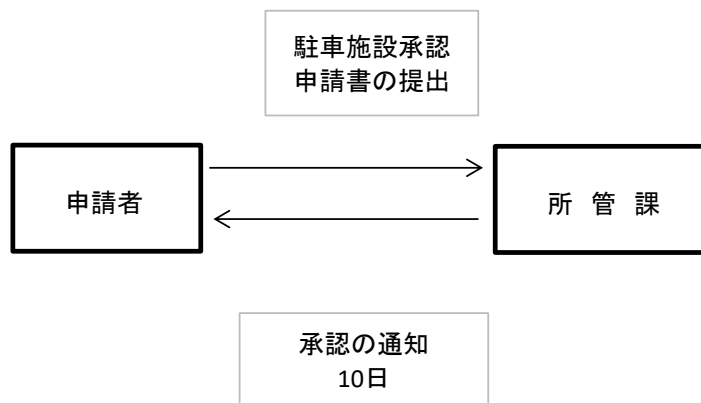 駐車施設承認
申請書の提出
申請者
所 管 課
承認の通知
10日